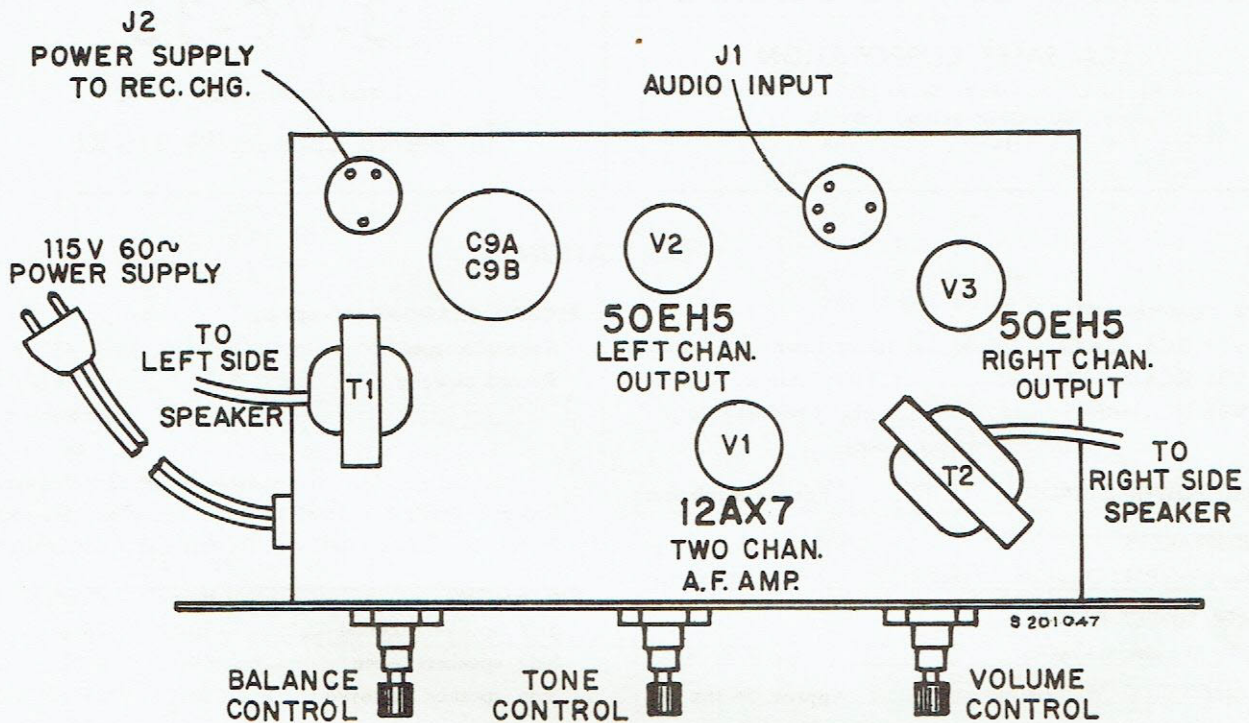 J2
POWER SUPPLY
TO REC. CHG.
J1
AUDIO INPUT
115V 60~
POWER SUPPLY
C9A
C9B
V2
V3
50EH5
LEFT CHAN.
OUTPUT
50EH5
RIGHT CHAN.
OUTPUT
TO
LEFT SIDE
SPEAKER
T1
V1
12AX7
TWO CHAN.
A.F. AMP.
T2
TO
RIGHT SIDE
SPEAKER
S 201047
BALANCE
CONTROL
TONE
CONTROL
VOLUME
CONTROL